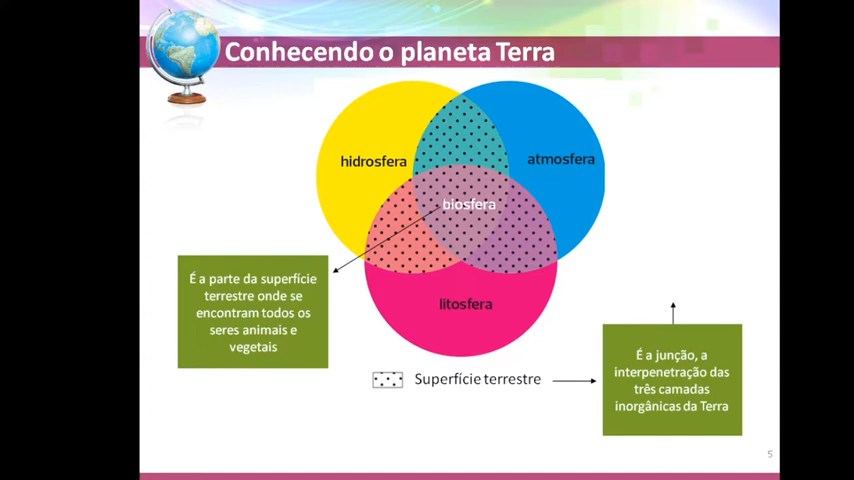 Conhecendo o planeta Terra
hidrosfera
atmosfera
biosfera
É a parte da superfície
terrestre onde se
encontram todos os
seres animais e
vegetais
litosfera
É a junção, a
interpenetração das
três camadas
inorgânicas da Terra
Superfície terrestre
5